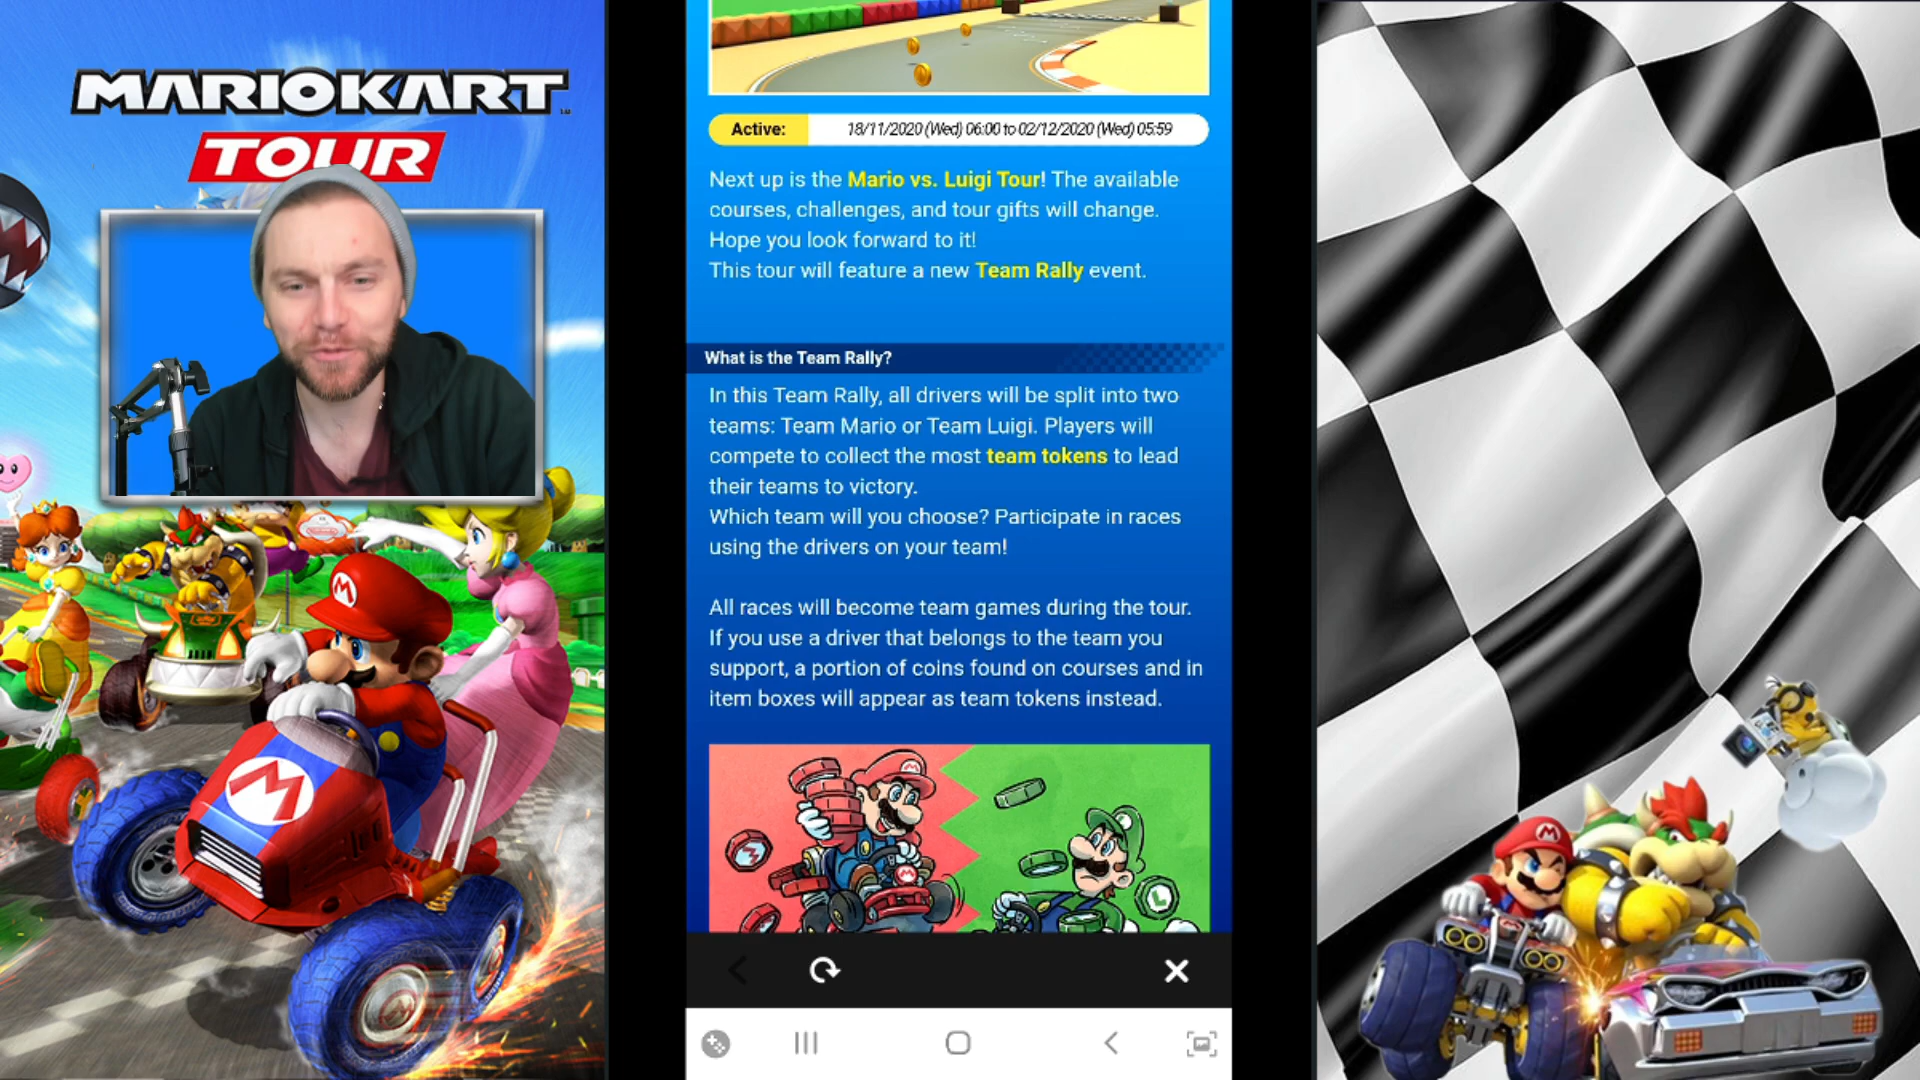 MARIOKART
TOUR
Active: 18/11/2020 (Wed) 06:00 to 02/12/2020 (Wed) 05:59
Next up is the Mario vs. Luigi Tour! The available
courses, challenges, and tour gifts will change.
Hope you look forward to it!
This tour will feature a new Team Rally event.
What is the Team Rally?
In this Team Rally, all drivers will be split into two
teams: Team Mario or Team Luigi. Players will
compete to collect the most team tokens to lead
their teams to victory.
Which team will you choose? Participate in races
using the drivers on your team!
All races will become team games during the tour.
If you use a driver that belongs to the team you
support, a portion of coins found on courses and in
item boxes will appear as team tokens instead.